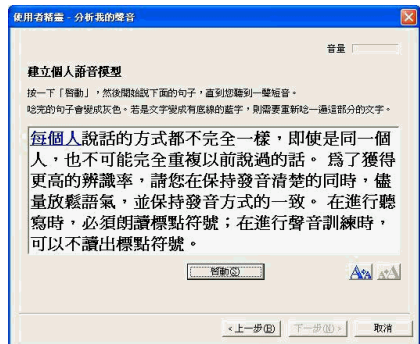 使用者精靈 - 分析我的聲音
音量
建立個人語音模型
按一下「啟動」，然後開始說下面的句子，直到您聽到一聲短音。
唸完的句子會變成灰色。若是文字變成有底線的藍字，則需要重新唸一遍這部分的文字。
每個人說話的方式都不完全一樣，即使是同一個
人，也不可能完全重複以前說過的話。為了獲得
更高的辨識率，請您在保持發音清楚的同時，儘
量放鬆語氣，並保持發音方式的一致。在進行聽
寫時，必須朗讀標點符號；在進行聲音訓練時，
可以不讀出標點符號。
啟動(S)
<上一步(B)
下一步(N)>
取消